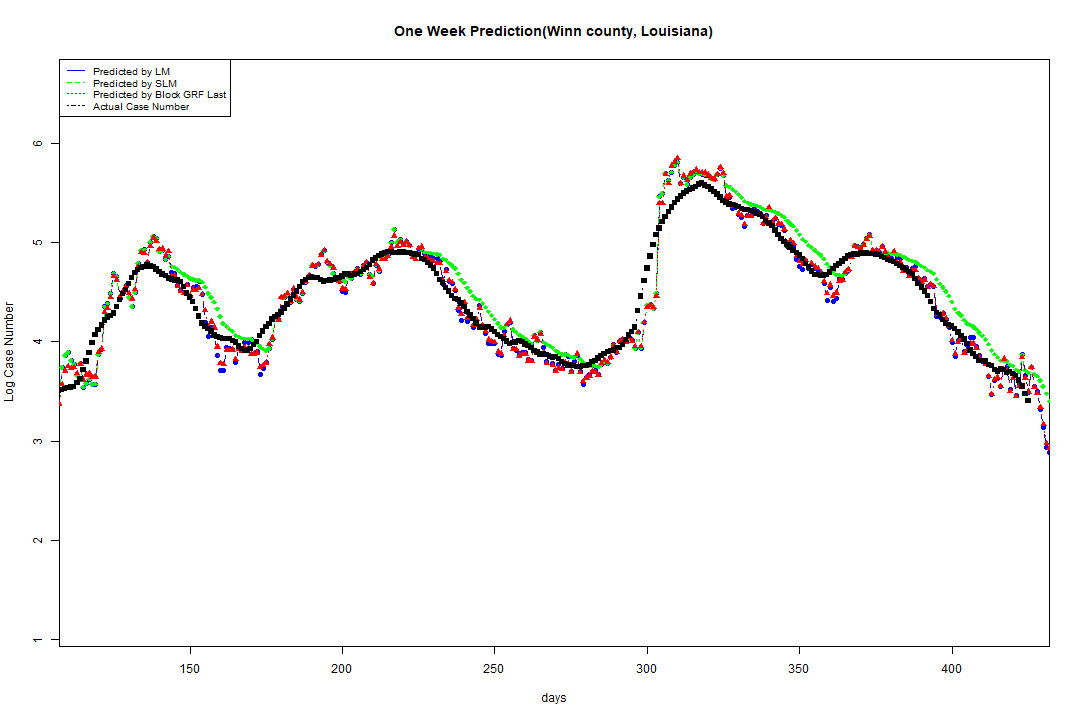 One Week Prediction(Winn county, Louisiana)
Predicted by LM
Predicted by SLM
Predicted by Block GRF Last
Actual Case Number
6
5
4
3
2
1
Log Case Number
150 200 250 300 350 400
days